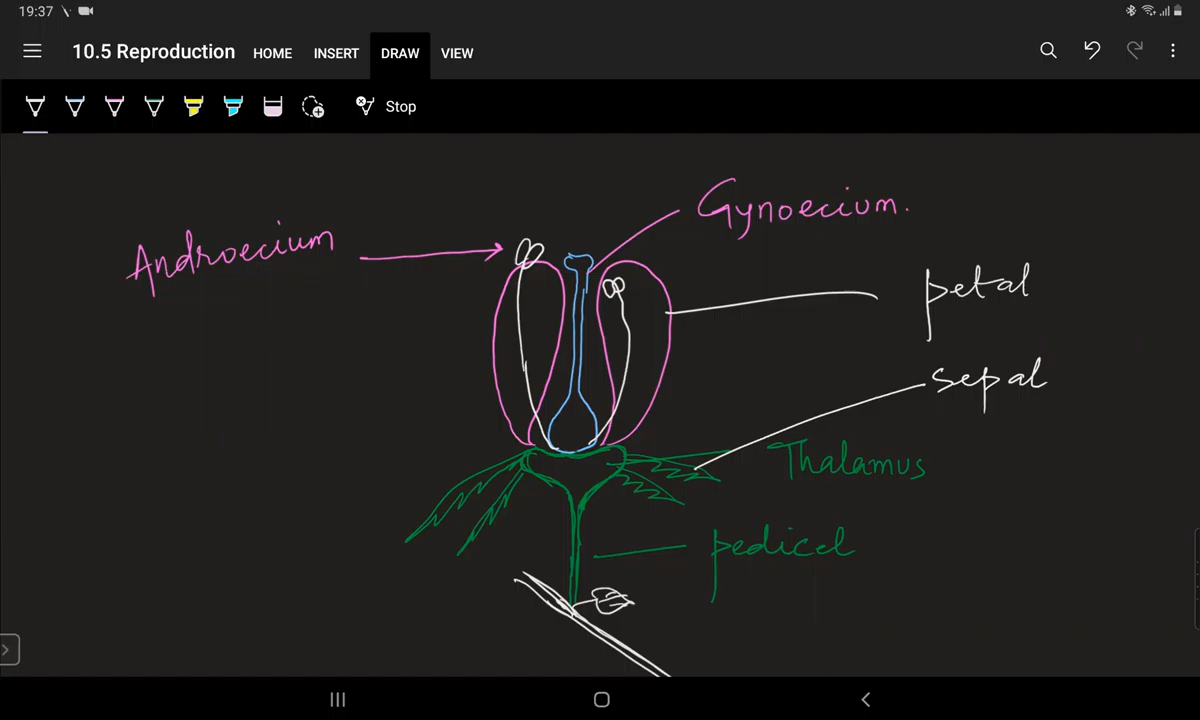 19:37
10.5 Reproduction HOME INSERT DRAW VIEW
Stop
Gynoecium.
Androecium
petal
sepal
Thalamus
pedicel